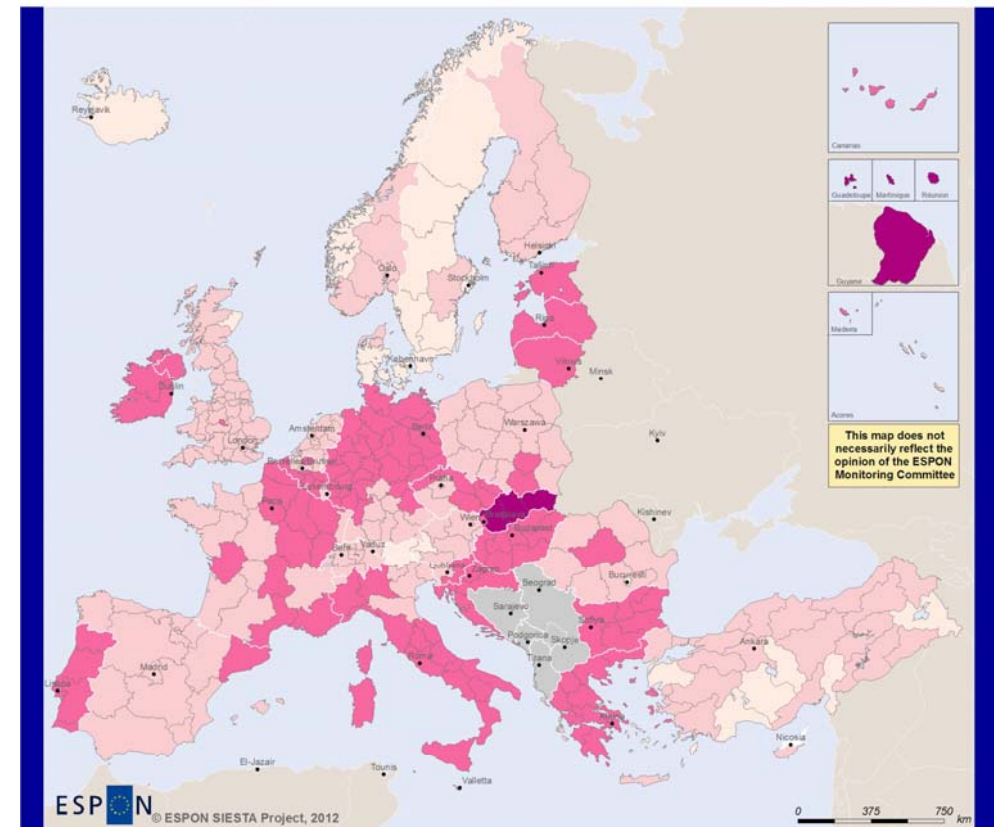 Reykjavik
Canarias
Guadeloupe
Martinique
Réunion
Guyane
Helsinki
Tallinn
Oslo
Stockholm
Madeira
Riga
København
Vilnius
Minsk
Dublin
Acores
Berlin
Warszawa
Amsterdam
London
Kyiv
This map does not
necessarily reflect the
opinion of the ESPON
Monitoring Committee
Praha
Paris
Wien
Kishinev
Budapest
Vaduz
Ljubljana
Zagreb
Bucuresti
Beograd
Sarajevo
Sofiya
Podgorica
Skopje
Ankara
Roma
Tirana
Madrid
Lisboa
Nicosia
El-Jazair
Tounis
Valletta
ESPON
© ESPON SIESTA Project, 2012
0 375 750
km